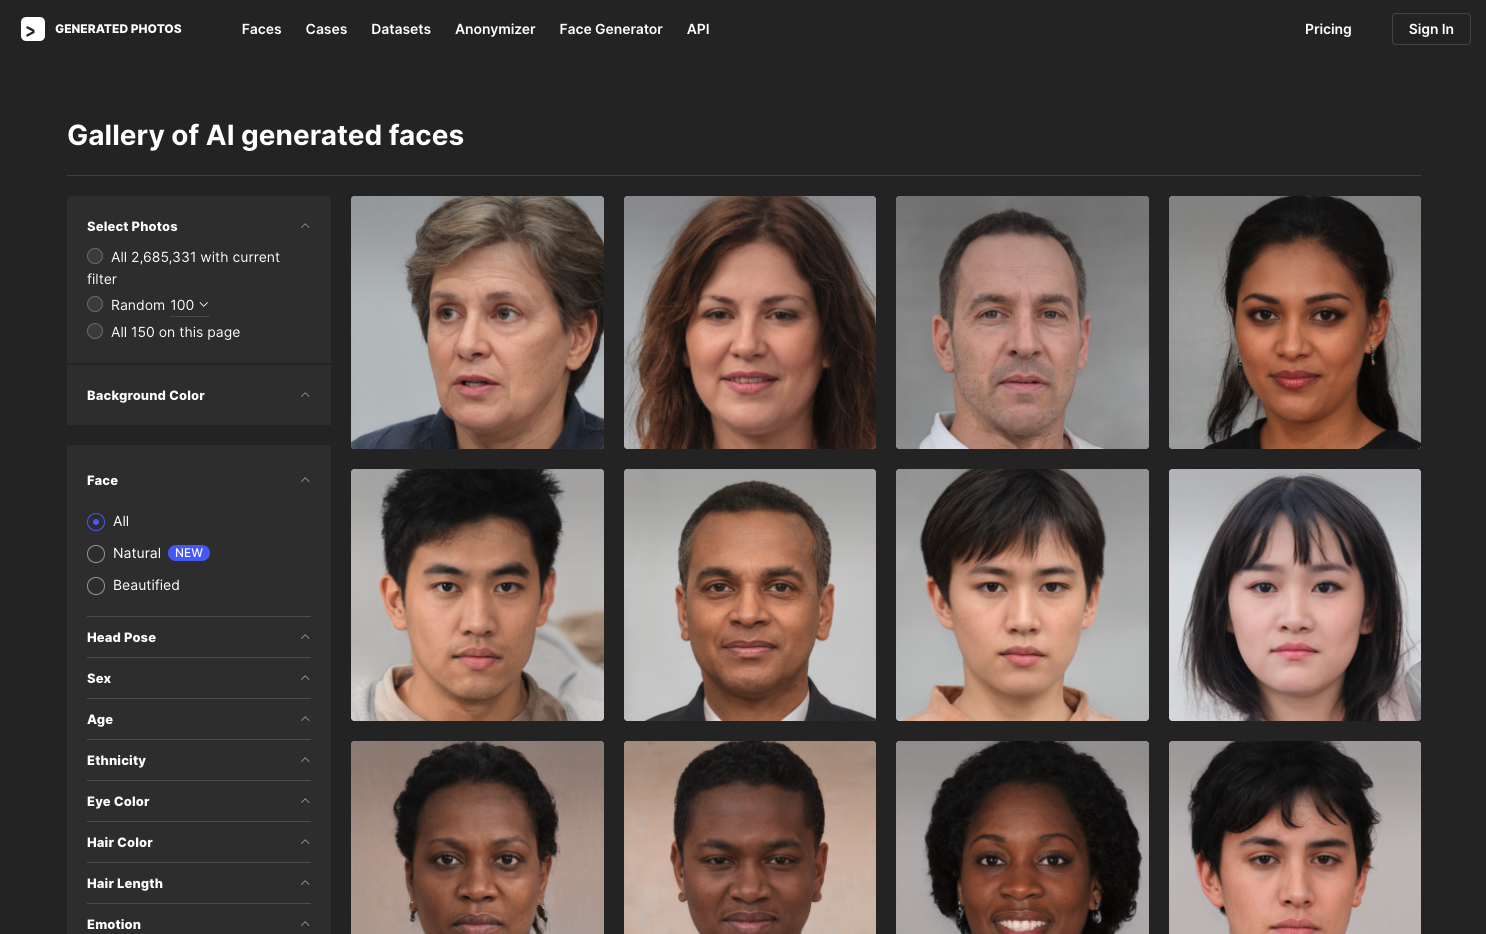 GENERATED PHOTOS
Faces
Cases
Datasets
Anonymizer
Face Generator
API
Pricing
Sign In
Gallery of AI generated faces
Select Photos
All 2,685,331 with current
filter
Random 100
All 150 on this page
Background Color
Face
All
Natural NEW
Beautified
Head Pose
Sex
Age
Ethnicity
Eye Color
Hair Color
Hair Length
Emotion